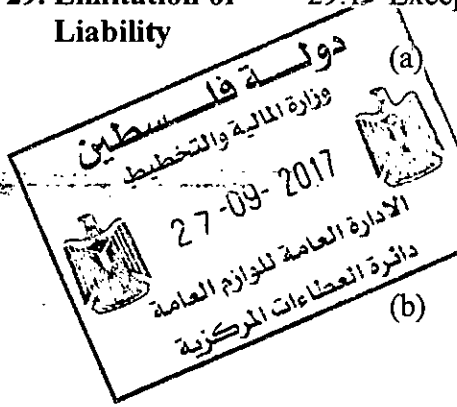 29. Limitation of
Liability
29.1 Except
(a)
دولة فلسطين
وزارة المالية والتخطيط
27-09-2017
الادارة العامة للوازم العامة
دائرة العطاءات المركزية
(b)